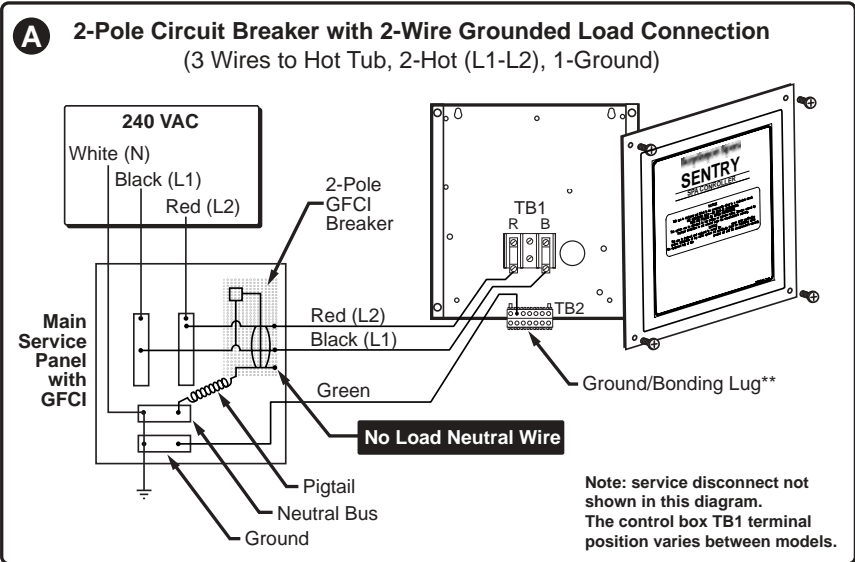 A
2-Pole Circuit Breaker with 2-Wire Grounded Load Connection
(3 Wires to Hot Tub, 2-Hot (L1-L2), 1-Ground)
240 VAC
White (N)
Black (L1)
Red (L2)
2-Pole
GFCI
Breaker
Main
Service
Panel
with
GFCI
Red (L2)
Black (L1)
Green
No Load Neutral Wire
Pigtail
Neutral Bus
Ground
TB1
R B
TB2
Ground/Bonding Lug**
SENTRY
SPA CONROLLER
Note: service disconnect not
shown in this diagram.
The control box TB1 terminal
position varies between models.